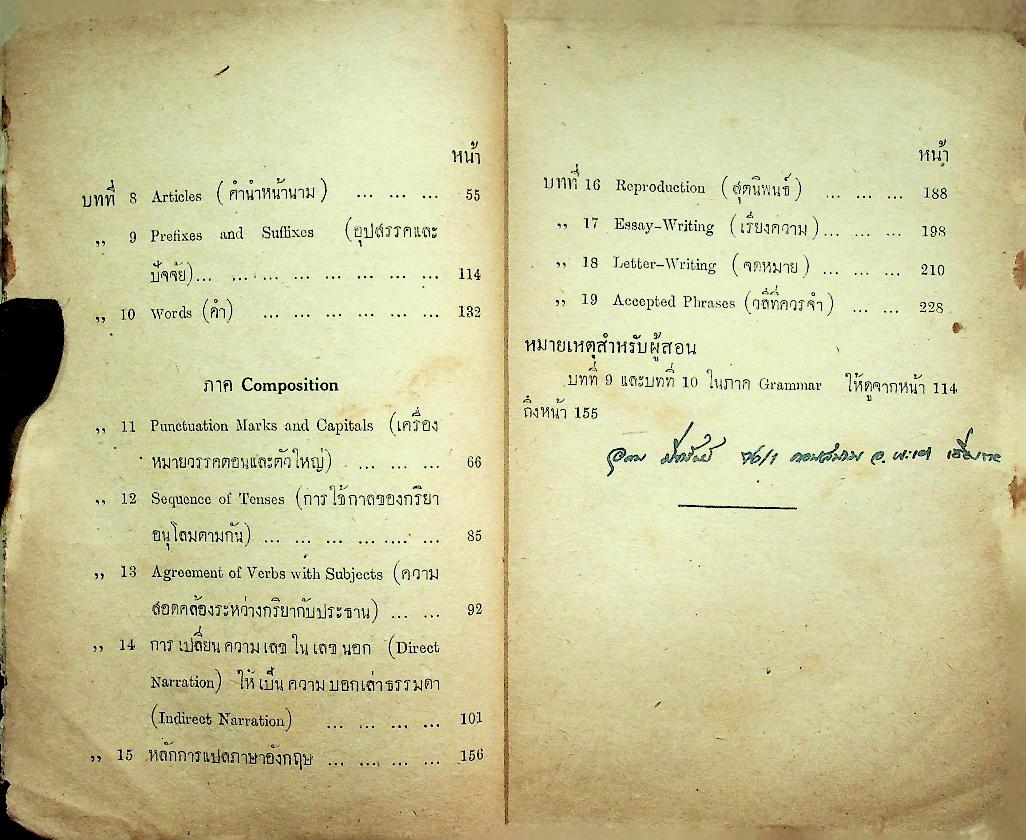 หน้า
บทที่ 8 Articles (คำนำหน้านาม) ... ... ... 55
,, 9 Prefixes and Suffixes (อุปสรรคและ
ปัจจัย)... ... ... ... ... ... ... ... 114
,, 10 Words (คำ) ... ... ... ... ... ... 132
ภาค Composition
,, 11 Punctuation Marks and Capitals (เครื่อง
หมายวรรคตอนและตัวใหญ่) ... ... ... 66
,, 12 Sequence of Tenses (การใช้กาลของกริยา
อนุโลมตามกัน) ... ... ... ... ... ... 85
,, 13 Agreement of Verbs with Subjects (ความ
สอดคล้องระหว่างกริยากับประธาน) ... ... 92
,, 14 การ เปลี่ยน ความ เลข ใน เลข นอก (Direct
Narration) ให้ เป็น ความ บอกเล่าธรรมดา
(Indirect Narration) ... ... ... ... 101
,, 15 หลักการแปลภาษาอังกฤษ ... ... ... ... 156
หน้า
บทที่ 16 Reproduction (สุตนิพนธ์) ... ... ... 188
,, 17 Essay-Writing (เรียงความ)... ... ... 198
,, 18 Letter-Writing (จดหมาย) ... ... ... 210
,, 19 Accepted Phrases (วลีที่ควรจำ) ... ... 228
หมายเหตุสำหรับผู้สอน
บทที่ 9 และบทที่ 10 ในภาค Grammar ให้ดูจากหน้า 114
ถึงหน้า 155